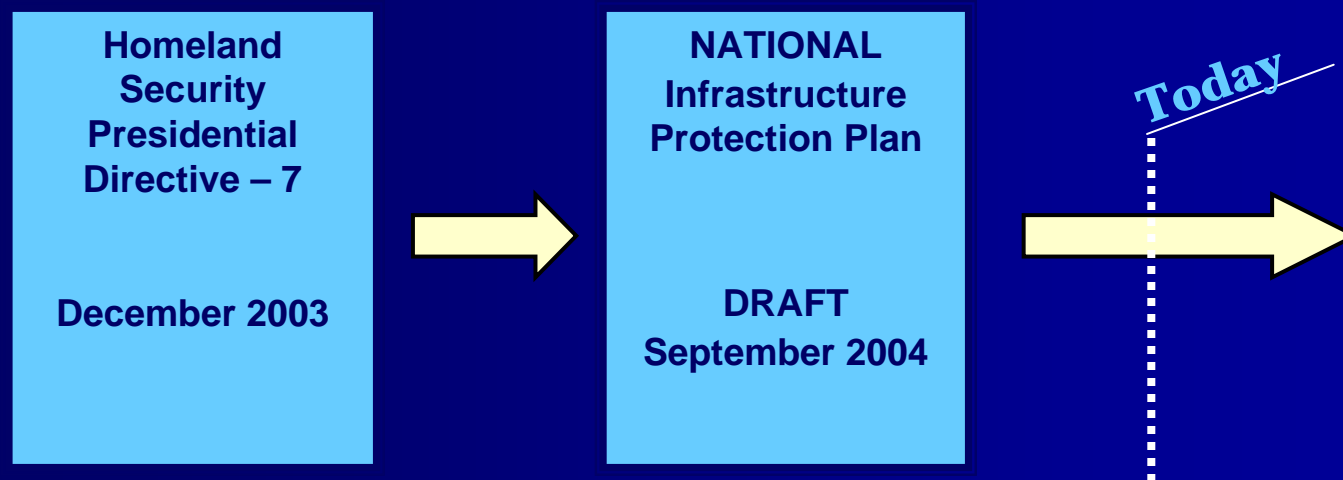 Homeland
Security
Presidential
Directive – 7
December 2003
NATIONAL
Infrastructure
Protection Plan
DRAFT
September 2004
Today